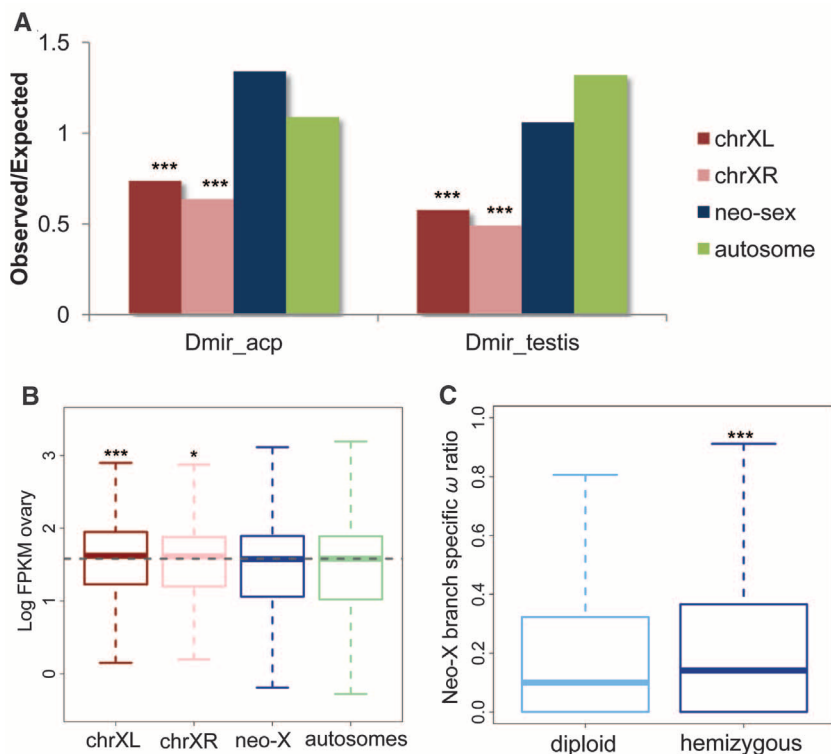 A
Observed/Expected
1.5
1
0.5
0
***
***
***
***
Dmir_acp
Dmir_testis
chrXL
chrXR
neo-sex
autosome
B
Log FPKM ovary
3
2
1
0
***
*
chrXL
chrXR
neo-X
autosomes
C
Neo-X branch specific ω ratio
1.0
0.8
0.6
0.4
0.2
0.0
***
diploid
hemizygous